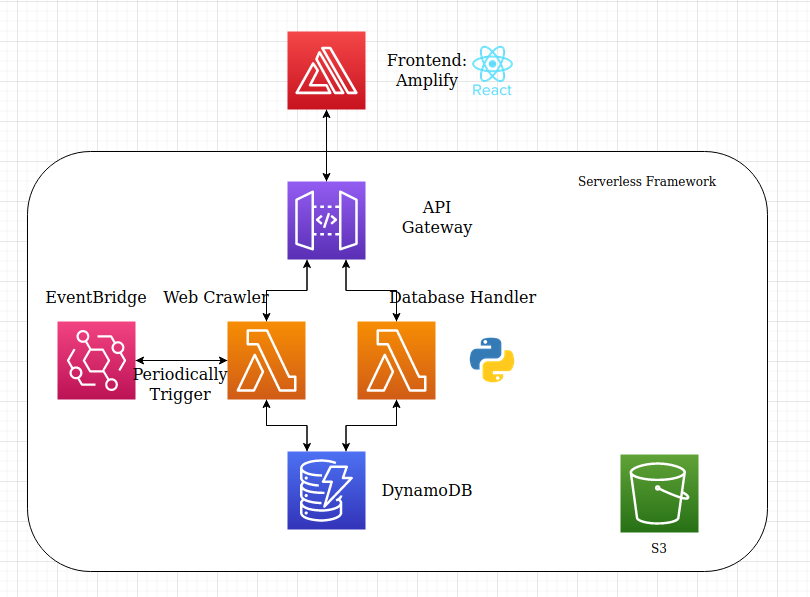 Frontend:
Amplify
React
Serverless Framework
API
Gateway
</>
EventBridge
Web Crawler
Database Handler
Periodically
Trigger
DynamoDB
S3